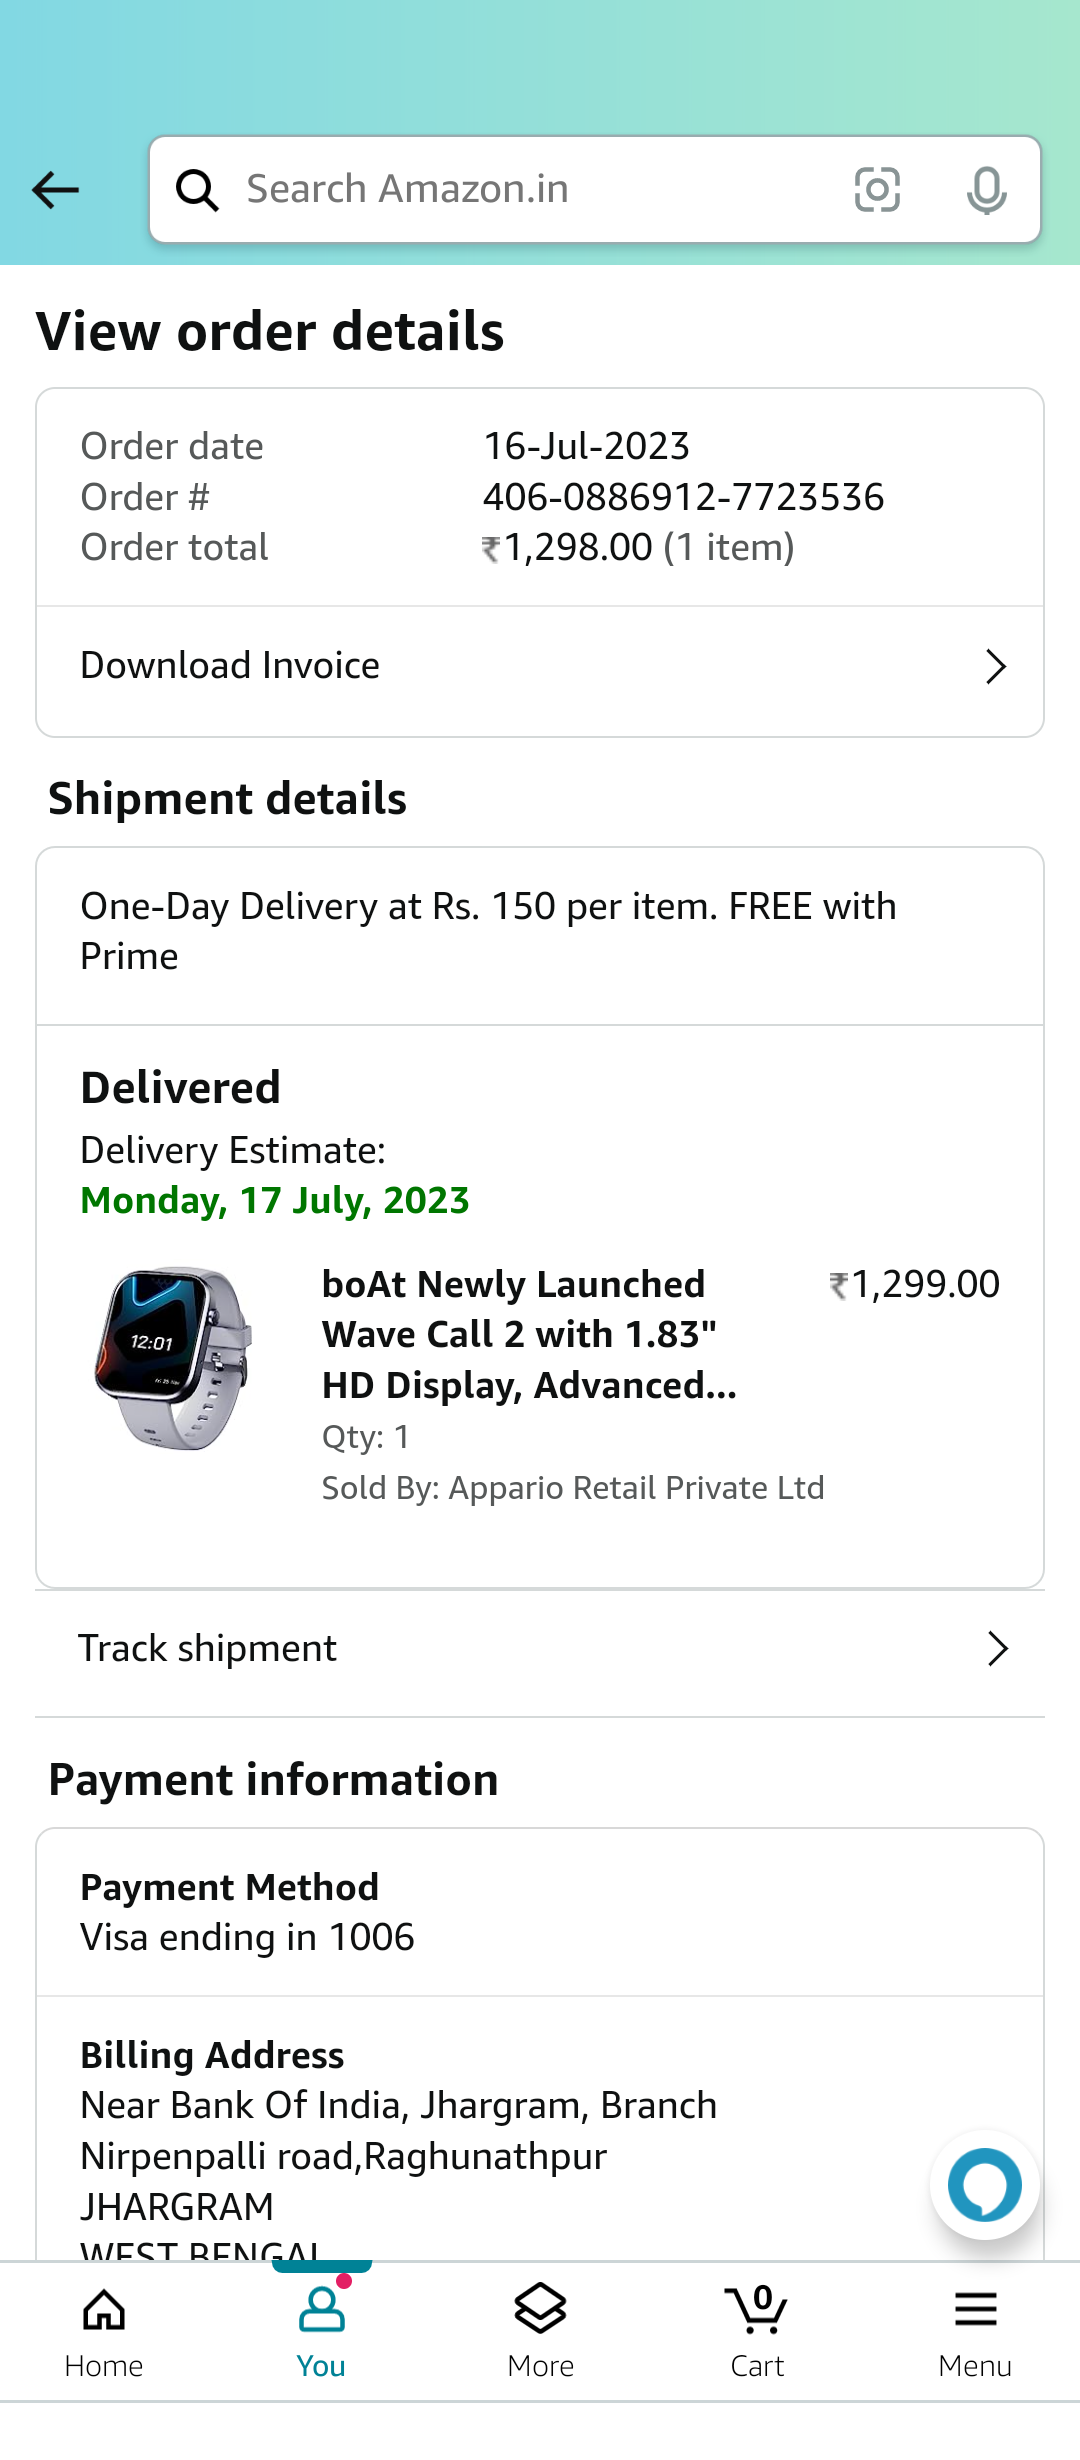 Search Amazon.in
View order details
Order date 16-Jul-2023
Order # 406-0886912-7723536
Order total ₹1,298.00 (1 item)
Download Invoice
Shipment details
One-Day Delivery at Rs. 150 per item. FREE with
Prime
Delivered
Delivery Estimate:
Monday, 17 July, 2023
12:01
boAt Newly Launched ₹1,299.00
Wave Call 2 with 1.83"
HD Display, Advanced...
Qty: 1
Sold By: Appario Retail Private Ltd
Track shipment
Payment information
Payment Method
Visa ending in 1006
Billing Address
Near Bank Of India, Jhargram, Branch
Nirpenpalli road,Raghunathpur
JHARGRAM
WEST BENGAL
0
Home You More Cart Menu